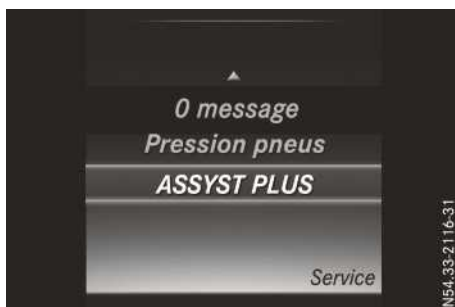 0 message
Pression pneus
ASSYST PLUS
Service
N54.33-2116-31